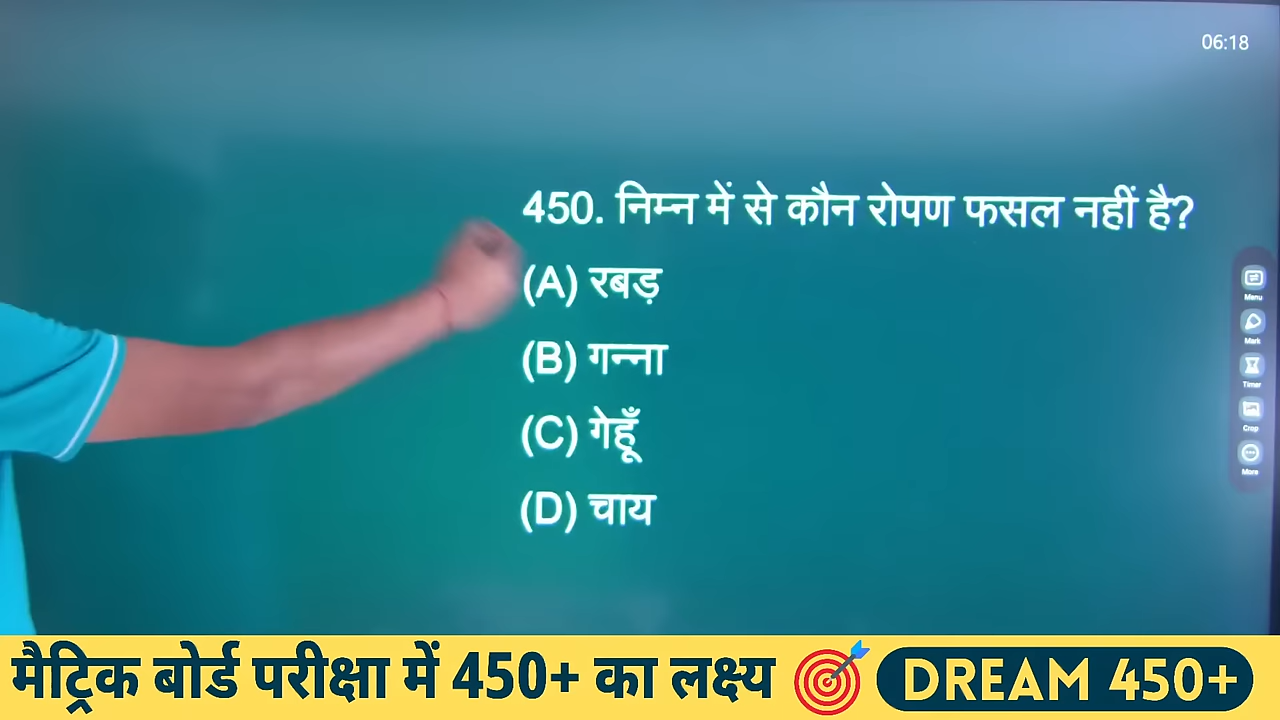 06:18
450. निम्न में से कौन रोपण फसल नहीं है?
(A) रबड़
(B) गन्ना
(C) गेहूँ
(D) चाय
Menu
Mark
Timer
Crop
More
मैट्रिक बोर्ड परीक्षा में 450+ का लक्ष्य DREAM 450+